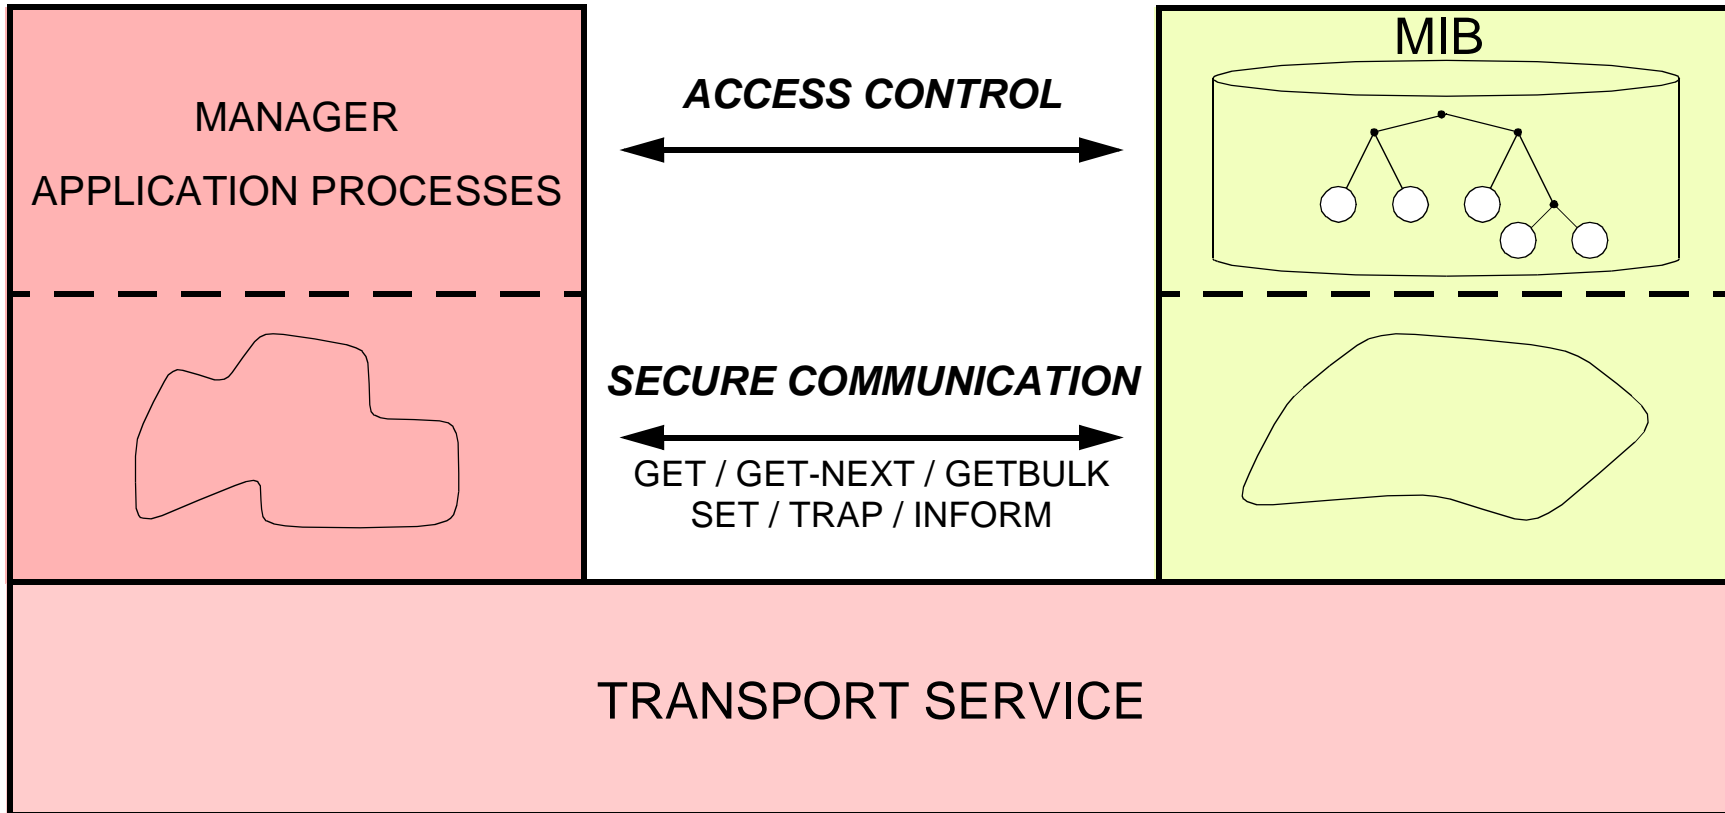 MANAGER
APPLICATION PROCESSES
ACCESS CONTROL
MIB
SECURE COMMUNICATION
GET / GET-NEXT / GETBULK
SET / TRAP / INFORM
TRANSPORT SERVICE